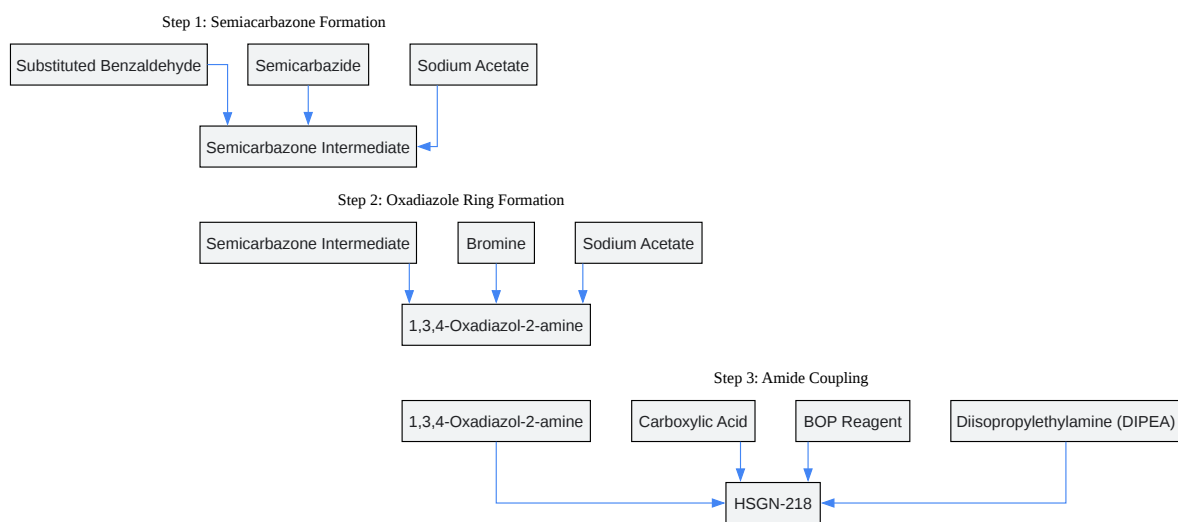 Step 1: Semiacarbazone Formation
Substituted Benzaldehyde
Semicarbazide
Sodium Acetate
Semicarbazone Intermediate
Step 2: Oxadiazole Ring Formation
Semicarbazone Intermediate
Bromine
Sodium Acetate
1,3,4-Oxadiazol-2-amine
Step 3: Amide Coupling
1,3,4-Oxadiazol-2-amine
Carboxylic Acid
BOP Reagent
Diisopropylethylamine (DIPEA)
HSGN-218